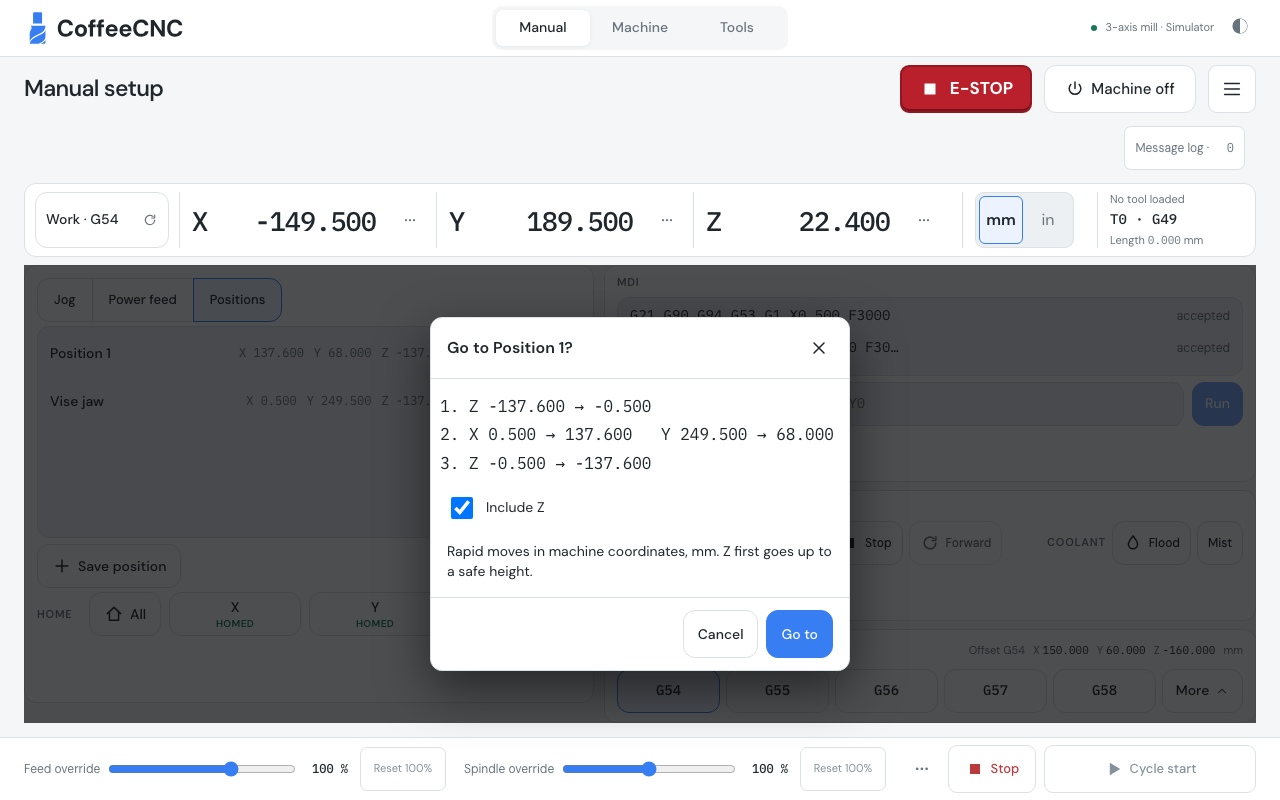 CoffeeCNC
Manual
Machine
Tools
3-axis mill · Simulator
Manual setup
E-STOP
Machine off
Message log · 0
Work · G54
X -149.500 ···
Y 189.500 ···
Z 22.400 ···
mm
in
No tool loaded
T0 · G49
Length 0.000 mm
Jog
Power feed
Positions
Position 1 X 137.600 Y 68.000 Z -137.
Vise jaw X 0.500 Y 249.500 Z -137.
Save position
HOME
All
X
HOMED
Y
HOMED
MDI
G21 G90 G94 G53 G1 X0.500 F3000 accepted
0 F30… accepted
Y0
Run
Stop
Forward
COOLANT
Flood
Mist
Offset G54 X 150.000 Y 60.000 Z -160.000 mm
G54
G55
G56
G57
G58
More
Go to Position 1?
1. Z -137.600 → -0.500
2. X 0.500 → 137.600 Y 249.500 → 68.000
3. Z -0.500 → -137.600
Include Z
Rapid moves in machine coordinates, mm. Z first goes up to
a safe height.
Cancel
Go to
Feed override
100 %
Reset 100%
Spindle override
100 %
Reset 100%
···
Stop
Cycle start